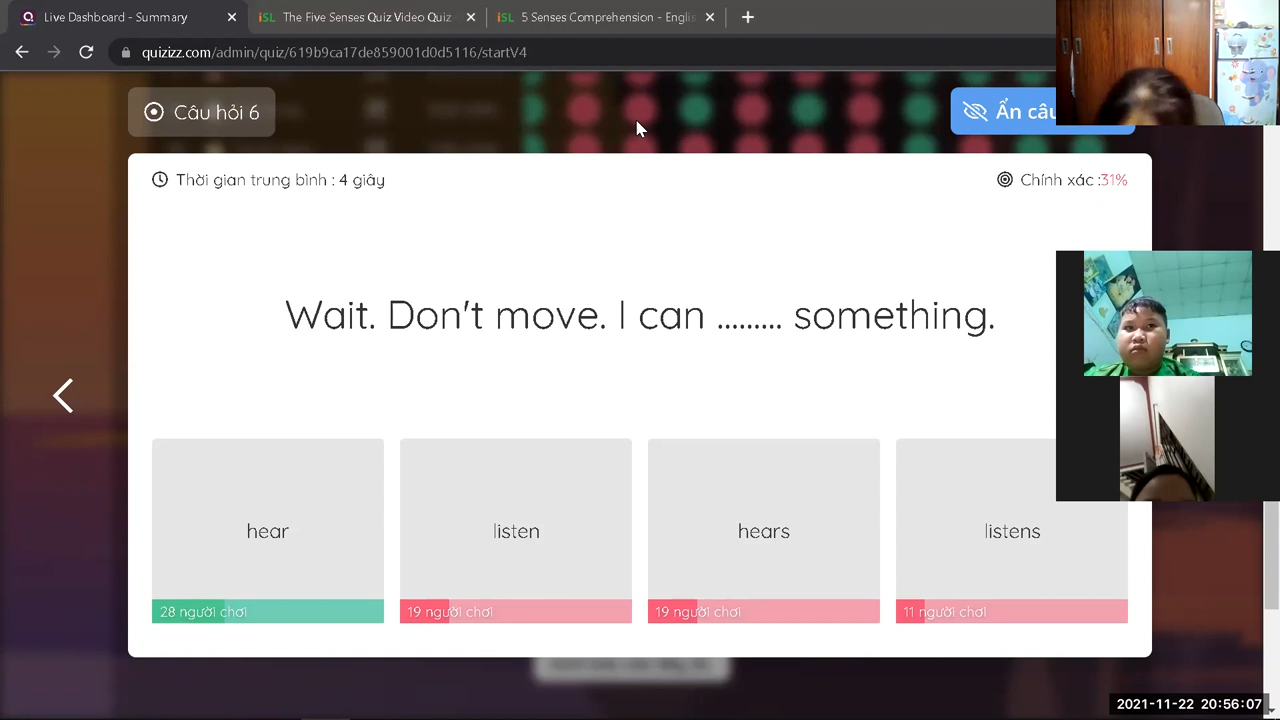 Live Dashboard - Summary
iSL The Five Senses Quiz Video Quiz
iSL 5 Senses Comprehension - Englis
quizizz.com/admin/quiz/619b9ca17de859001d0d5116/startV4
Câu hỏi 6
Ẩn câu
Thời gian trung bình : 4 giây
Chính xác :31%
Wait. Don't move. I can ......... something.
hear
listen
hears
listens
28 người chơi
19 người chơi
19 người chơi
11 người chơi
2021-11-22 20:56:07